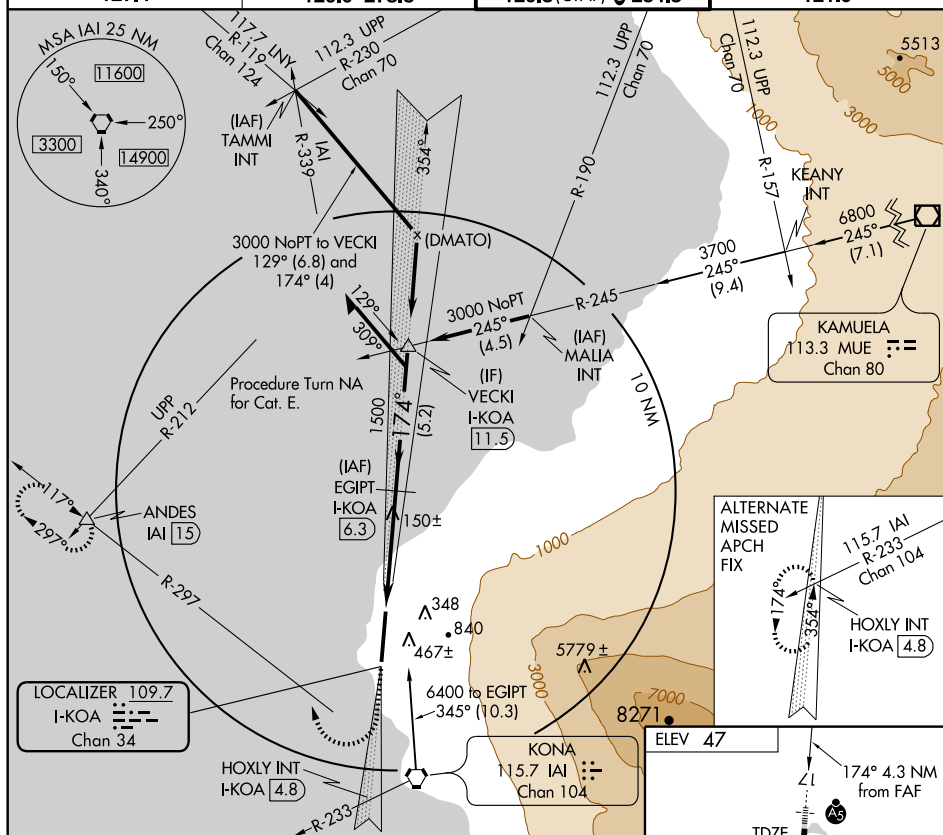 MSA IAI 25 NM
150°
11600
250°
3300
14900
340°
117.7 LNY
R-119
Chan 124
112.3 UPP
R-230
Chan 70
(IAF)
TAMMI
INT
IAI
R-339
354°
112.3 UPP
Chan 70
R-190
112.3 UPP
Chan 70
R-157
1000
3000
5000
5513
KEANY
INT
6800
245°
(7.1)
3700
245°
(9.4)
R-245
3000 NoPT
245°
(4.5)
(IAF)
MALIA
INT
KAMUELA
113.3 MUE
Chan 80
(DMATO)
3000 NoPT to VECKI
129° (6.8) and
174° (4)
129°
309°
(IF)
VECKI
I-KOA
11.5
10 NM
Procedure Turn NA
for Cat. E.
1500
174°
(5.2)
UPP
R-212
(IAF)
EGIPT
I-KOA
6.3
150±
117°
297°
ANDES
IAI 15
R-297
1000
3000
348
840
467±
5779±
7000
8271
6400 to EGIPT
345° (10.3)
LOCALIZER 109.7
I-KOA
Chan 34
HOXLY INT
I-KOA 4.8
R-233
KONA
115.7 IAI
Chan 104
ALTERNATE
MISSED
APCH
FIX
115.7 IAI
R-233
Chan 104
174°
354°
HOXLY INT
I-KOA 4.8
ELEV 47
17
174° 4.3 NM
from FAF
A5